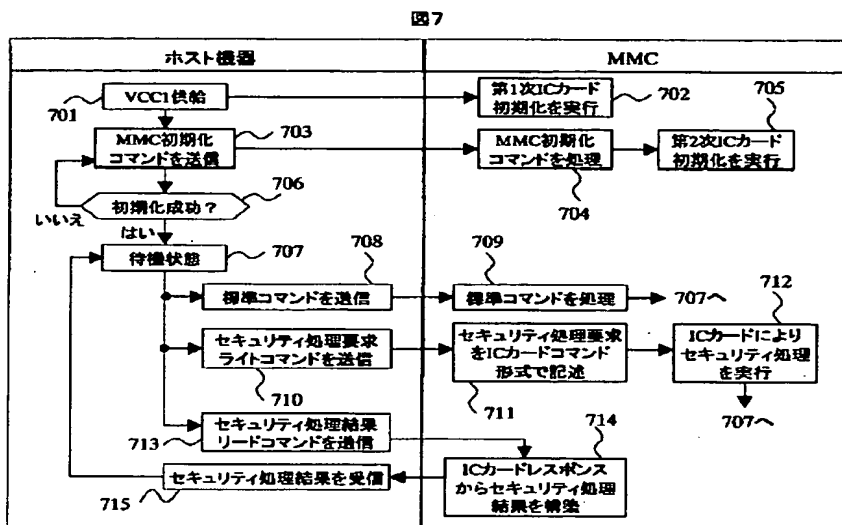 図7
ホスト機器
MMC
VCC1供給
701
第1次ICカード
初期化を実行
702
705
MMC初期化
コマンドを送信
703
MMC初期化
コマンドを処理
704
第2次ICカード
初期化を実行
706
初期化成功?
いいえ
はい
待機状態
707
708
標準コマンドを送信
709
標準コマンドを処理
707へ
712
セキュリティ処理要求
ライトコマンドを送信
710
セキュリティ処理要求
をICカードコマンド
形式で記述
711
ICカードにより
セキュリティ処理
を実行
707へ
セキュリティ処理結果
リードコマンドを送信
713
714
ICカードレスポンス
からセキュリティ処理
結果を構築
セキュリティ処理結果を受信
715